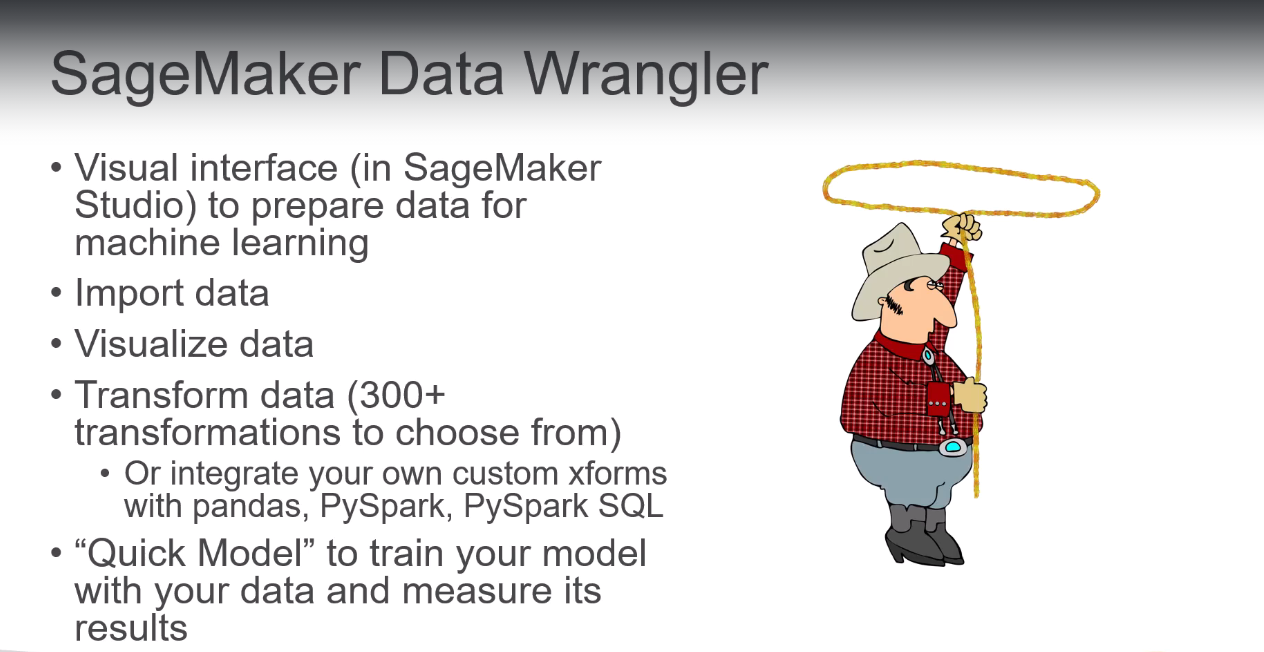 SageMaker Data Wrangler
• Visual interface (in SageMaker
Studio) to prepare data for
machine learning
• Import data
• Visualize data
• Transform data (300+
transformations to choose from)
• Or integrate your own custom xforms
with pandas, PySpark, PySpark SQL
• “Quick Model” to train your model
with your data and measure its
results